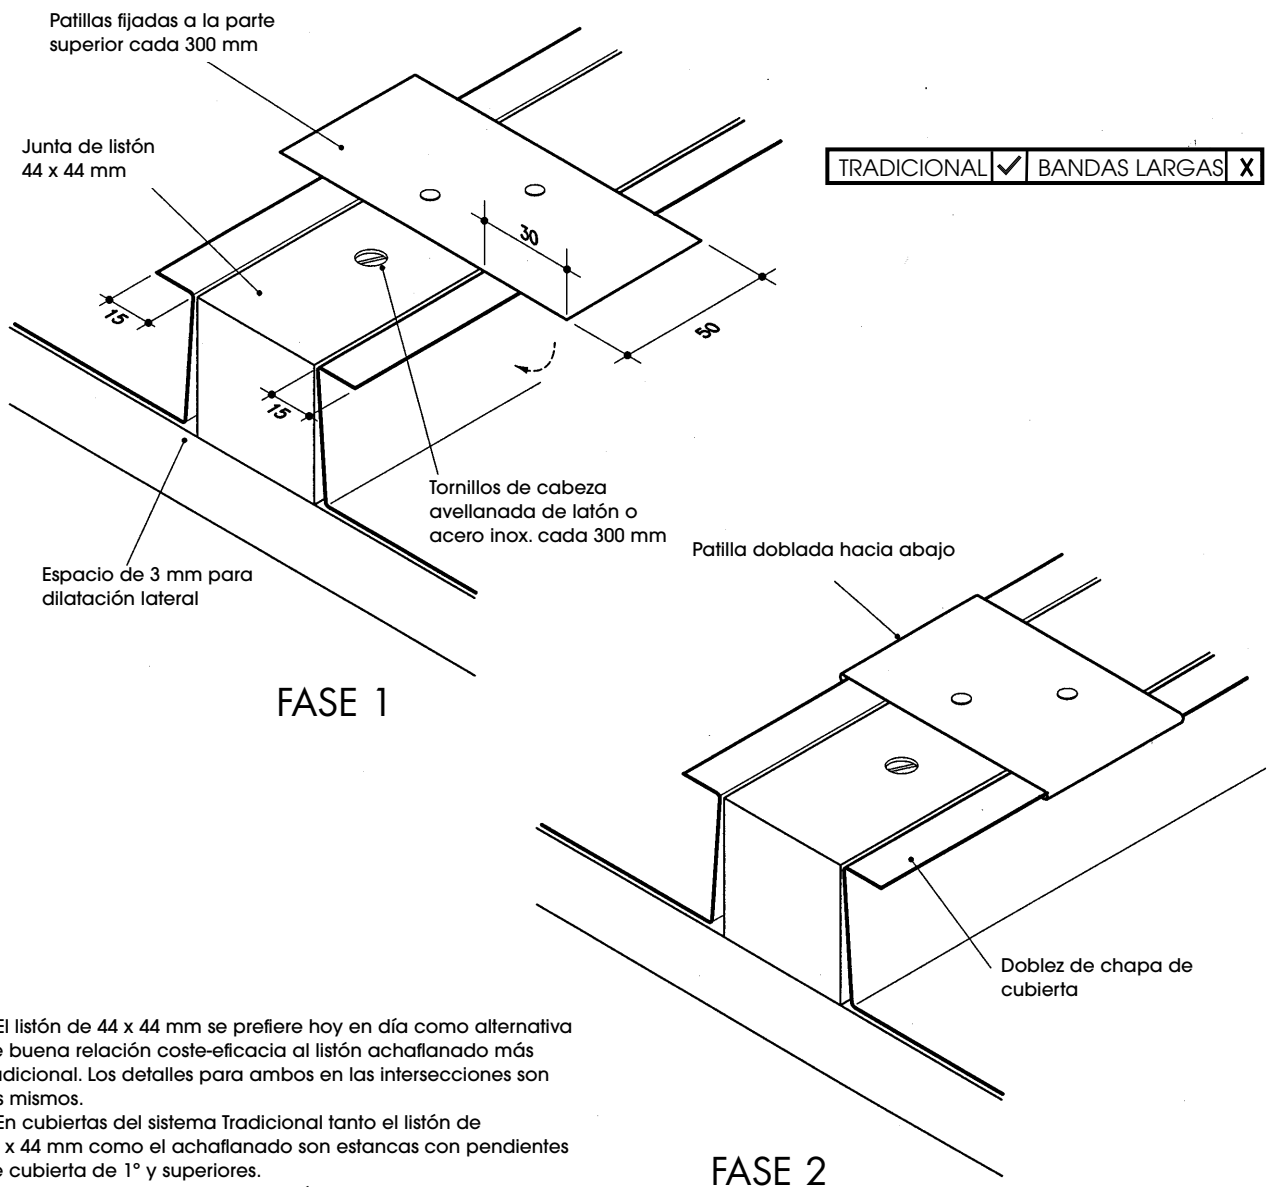 Patillas fijadas a la parte
superior cada 300 mm
Junta de listón
44 x 44 mm
TRADICIONAL ✓ BANDAS LARGAS X
30
15
50
15
Tornillos de cabeza
avellanada de latón o
acero inox. cada 300 mm
Espacio de 3 mm para
dilatación lateral
FASE 1
Patilla doblada hacia abajo
Doblez de chapa de
cubierta
FASE 2
El listón de 44 x 44 mm se prefiere hoy en día como alternativa
buena relación coste-eficacia al listón achaflanado más
adicional. Los detalles para ambos en las intersecciones son
s mismos.
En cubiertas del sistema Tradicional tanto el listón de
x 44 mm como el achaflanado son estancas con pendientes
e cubierta de 1º y superiores.